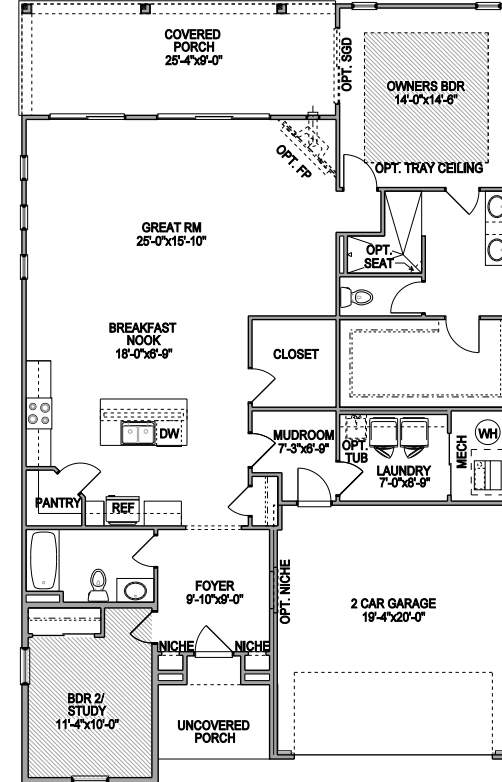 COVERED
PORCH
25'-4"x9'-0"
OPT. SGD
OWNERS BDR
14'-0"x14'-6"
OPT. TRAY CEILING
OPT. FP
GREAT RM
25'-0"x15'-10"
OPT.
SEAT
BREAKFAST
NOOK
18'-0"x6'-9"
CLOSET
DW
MUDROOM
7'-3"x6'-9"
OPT.
TUB
LAUNDRY
7'-0"x6'-9"
MECH
WH
PANTRY
REF
FOYER
9'-10"x9'-0"
OPT. NICHE
2 CAR GARAGE
19'-4"x20'-0"
NICHE
NICHE
BDR 2/
STUDY
11'-4"x10'-0"
UNCOVERED
PORCH